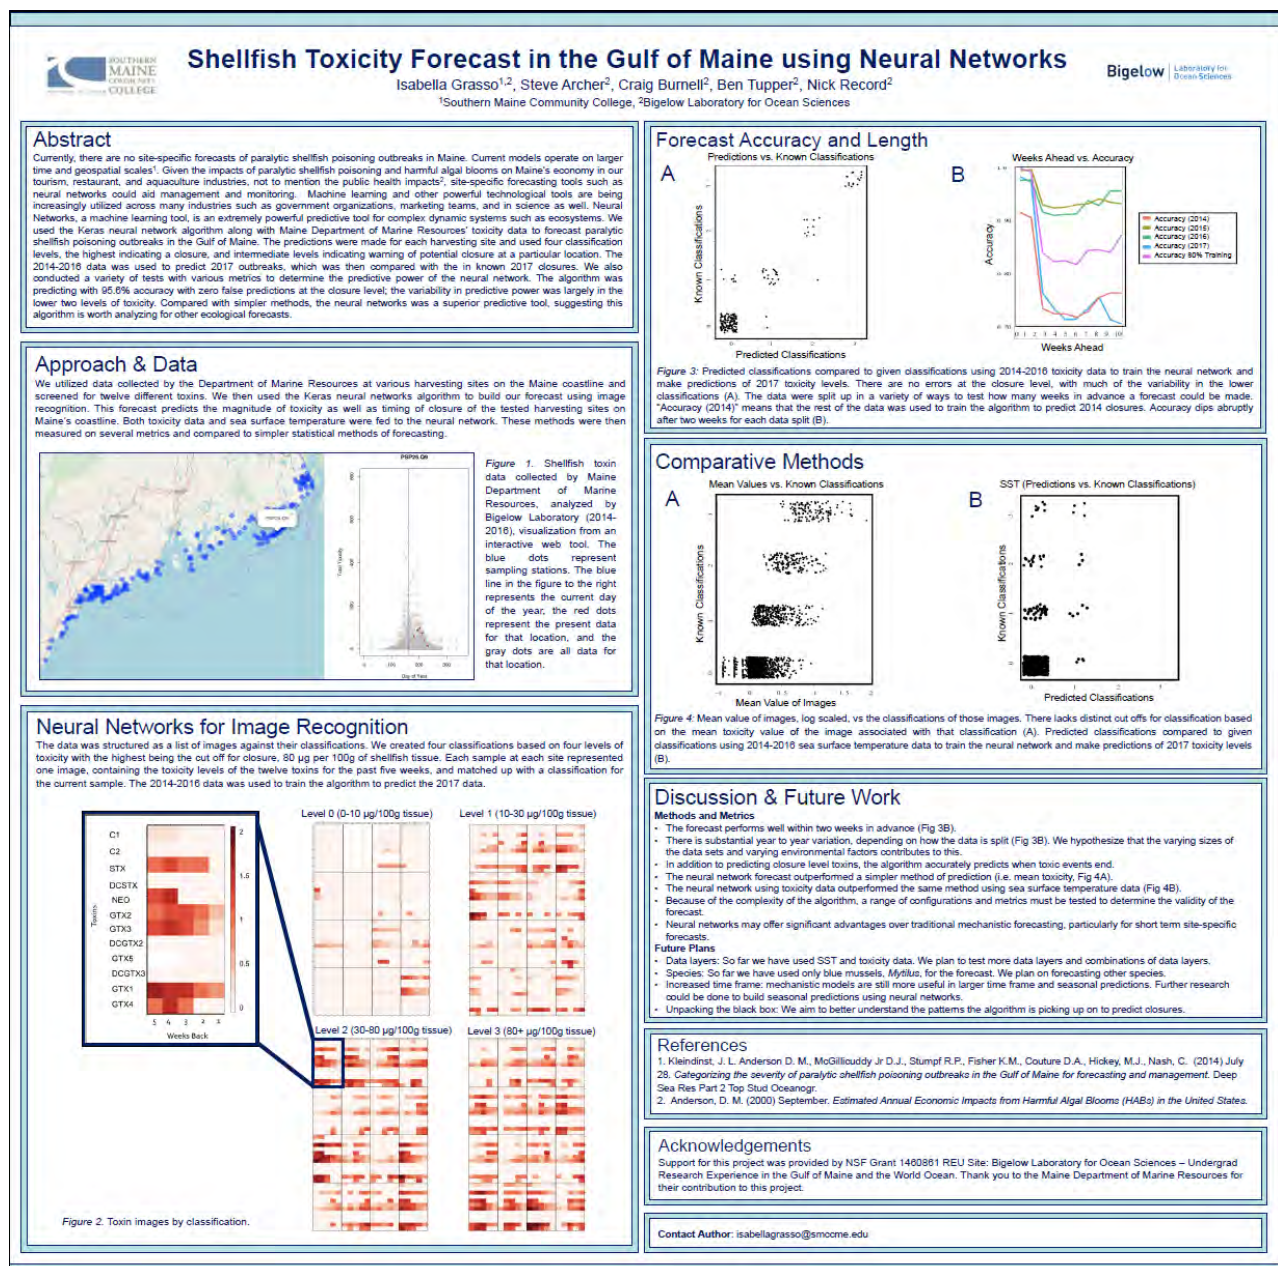 SOUTHERN
MAINE
COMMUNITY
COLLEGE
Shellfish Toxicity Forecast in the Gulf of Maine using Neural Networks
Isabella Grasso1,2, Steve Archer2, Craig Burnell2, Ben Tupper2, Nick Record2
1Southern Maine Community College, 2Bigelow Laboratory for Ocean Sciences
Bigelow
Laboratory for
Ocean Sciences
Abstract
Currently, there are no site-specific forecasts of paralytic shellfish poisoning outbreaks in Maine. Current models operate on larger
time and geospatial scales1. Given the impacts of paralytic shellfish poisoning and harmful algal blooms on Maine's economy in our
tourism, restaurant, and aquaculture industries, not to mention the public health impacts2, site-specific forecasting tools such as
neural networks could aid management and monitoring. Machine learning and other powerful technological tools are being
increasingly utilized across many industries such as government organizations, marketing teams, and in science as well. Neural
Networks, a machine learning tool, is an extremely powerful predictive tool for complex dynamic systems such as ecosystems. We
used the Keras neural network algorithm along with Maine Department of Marine Resources' toxicity data to forecast paralytic
shellfish poisoning outbreaks in the Gulf of Maine. The predictions were made for each harvesting site and used four classification
levels, the highest indicating a closure, and intermediate levels indicating warning of potential closure at a particular location. The
2014-2016 data was used to predict 2017 outbreaks, which was then compared with the in known 2017 closures. We also
conducted a variety of tests with various metrics to determine the predictive power of the neural network. The algorithm was
predicting with 95.6% accuracy with zero false predictions at the closure level; the variability in predictive power was largely in the
lower two levels of toxicity. Compared with simpler methods, the neural networks was a superior predictive tool, suggesting this
algorithm is worth analyzing for other ecological forecasts.
Approach & Data
We utilized data collected by the Department of Marine Resources at various harvesting sites on the Maine coastline and
screened for twelve different toxins. We then used the Keras neural networks algorithm to build our forecast using image
recognition. This forecast predicts the magnitude of toxicity as well as timing of closure of the tested harvesting sites on
Maine's coastline. Both toxicity data and sea surface temperature were fed to the neural network. These methods were then
measured on several metrics and compared to simpler statistical methods of forecasting.
Total Toxicity
0 100 200 300
Day of Year
Figure 1. Shellfish toxin
data collected by Maine
Department of Marine
Resources, analyzed by
Bigelow Laboratory (2014-
2016), visualization from an
interactive web tool. The
blue dots represent
sampling stations. The blue
line in the figure to the right
represents the current day
of the year, the red dots
represent the present data
for that location, and the
gray dots are all data for
that location.
Neural Networks for Image Recognition
The data was structured as a list of images against their classifications. We created four classifications based on four levels of
toxicity with the highest being the cut off for closure, 80 µg per 100g of shellfish tissue. Each sample at each site represented
one image, containing the toxicity levels of the twelve toxins for the past five weeks, and matched up with a classification for
the current sample. The 2014-2016 data was used to train the algorithm to predict the 2017 data.
Toxins
C1
C2
STX
DCSTX
NEO
GTX2
GTX3
DCGTX2
GTX5
DCGTX3
GTX1
GTX4
5 4 3 2 1
Weeks Back
2
1.5
1
0.5
0
Level 0 (0-10 µg/100g tissue)
Level 1 (10-30 µg/100g tissue)
Level 2 (30-80 µg/100g tissue)
Level 3 (80+ µg/100g tissue)
Figure 2. Toxin images by classification.
Forecast Accuracy and Length
A
Predictions vs. Known Classifications
Known Classifications
0 1 2 3
Predicted Classifications
B
Weeks Ahead vs. Accuracy
Accuracy
0 1 2 3 4 5 6 7 8 9 10
Weeks Ahead
Accuracy (2014)
Accuracy (2015)
Accuracy (2016)
Accuracy (2017)
Accuracy 80% Training
Figure 3: Predicted classifications compared to given classifications using 2014-2016 toxicity data to train the neural network and
make predictions of 2017 toxicity levels. There are no errors at the closure level, with much of the variability in the lower
classifications (A). The data were split up in a variety of ways to test how many weeks in advance a forecast could be made.
"Accuracy (2014)" means that the rest of the data was used to train the algorithm to predict 2014 closures. Accuracy dips abruptly
after two weeks for each data split (B).
Comparative Methods
A
Mean Values vs. Known Classifications
Known Classifications
-1 0 .5 1 1.5 2
Mean Value of Images
B
SST (Predictions vs. Known Classifications)
Known Classifications
0 1 2 3
Predicted Classifications
Figure 4: Mean value of images, log scaled, vs the classifications of those images. There lacks distinct cut offs for classification based
on the mean toxicity value of the image associated with that classification (A). Predicted classifications compared to given
classifications using 2014-2016 sea surface temperature data to train the neural network and make predictions of 2017 toxicity levels
(B).
Discussion & Future Work
Methods and Metrics
• The forecast performs well within two weeks in advance (Fig 3B).
• There is substantial year to year variation, depending on how the data is split (Fig 3B). We hypothesize that the varying sizes of
the data sets and varying environmental factors contributes to this.
• In addition to predicting closure level toxins, the algorithm accurately predicts when toxic events end.
• The neural network forecast outperformed a simpler method of prediction (i.e. mean toxicity, Fig 4A).
• The neural network using toxicity data outperformed the same method using sea surface temperature data (Fig 4B).
• Because of the complexity of the algorithm, a range of configurations and metrics must be tested to determine the validity of the
forecast.
• Neural networks may offer significant advantages over traditional mechanistic forecasting, particularly for short term site-specific
forecasts.
Future Plans
• Data layers: So far we have used SST and toxicity data. We plan to test more data layers and combinations of data layers.
• Species: So far we have used only blue mussels, Mytilus, for the forecast. We plan on forecasting other species.
• Increased time frame: mechanistic models are still more useful in larger time frame and seasonal predictions. Further research
could be done to build seasonal predictions using neural networks.
• Unpacking the black box: We aim to better understand the patterns the algorithm is picking up on to predict closures.
References
1. Kleindinst, J. L. Anderson D. M., McGillicuddy Jr D.J., Stumpf R.P., Fisher K.M., Couture D.A., Hickey, M.J., Nash, C. (2014) July
28. Categorizing the severity of paralytic shellfish poisoning outbreaks in the Gulf of Maine for forecasting and management. Deep
Sea Res Part 2 Top Stud Oceanogr.
2. Anderson, D. M. (2000) September. Estimated Annual Economic Impacts from Harmful Algal Blooms (HABs) in the United States.
Acknowledgements
Support for this project was provided by NSF Grant 1460861 REU Site: Bigelow Laboratory for Ocean Sciences – Undergrad
Research Experience in the Gulf of Maine and the World Ocean. Thank you to the Maine Department of Marine Resources for
their contribution to this project.
Contact Author: isabellagrasso@smccme.edu